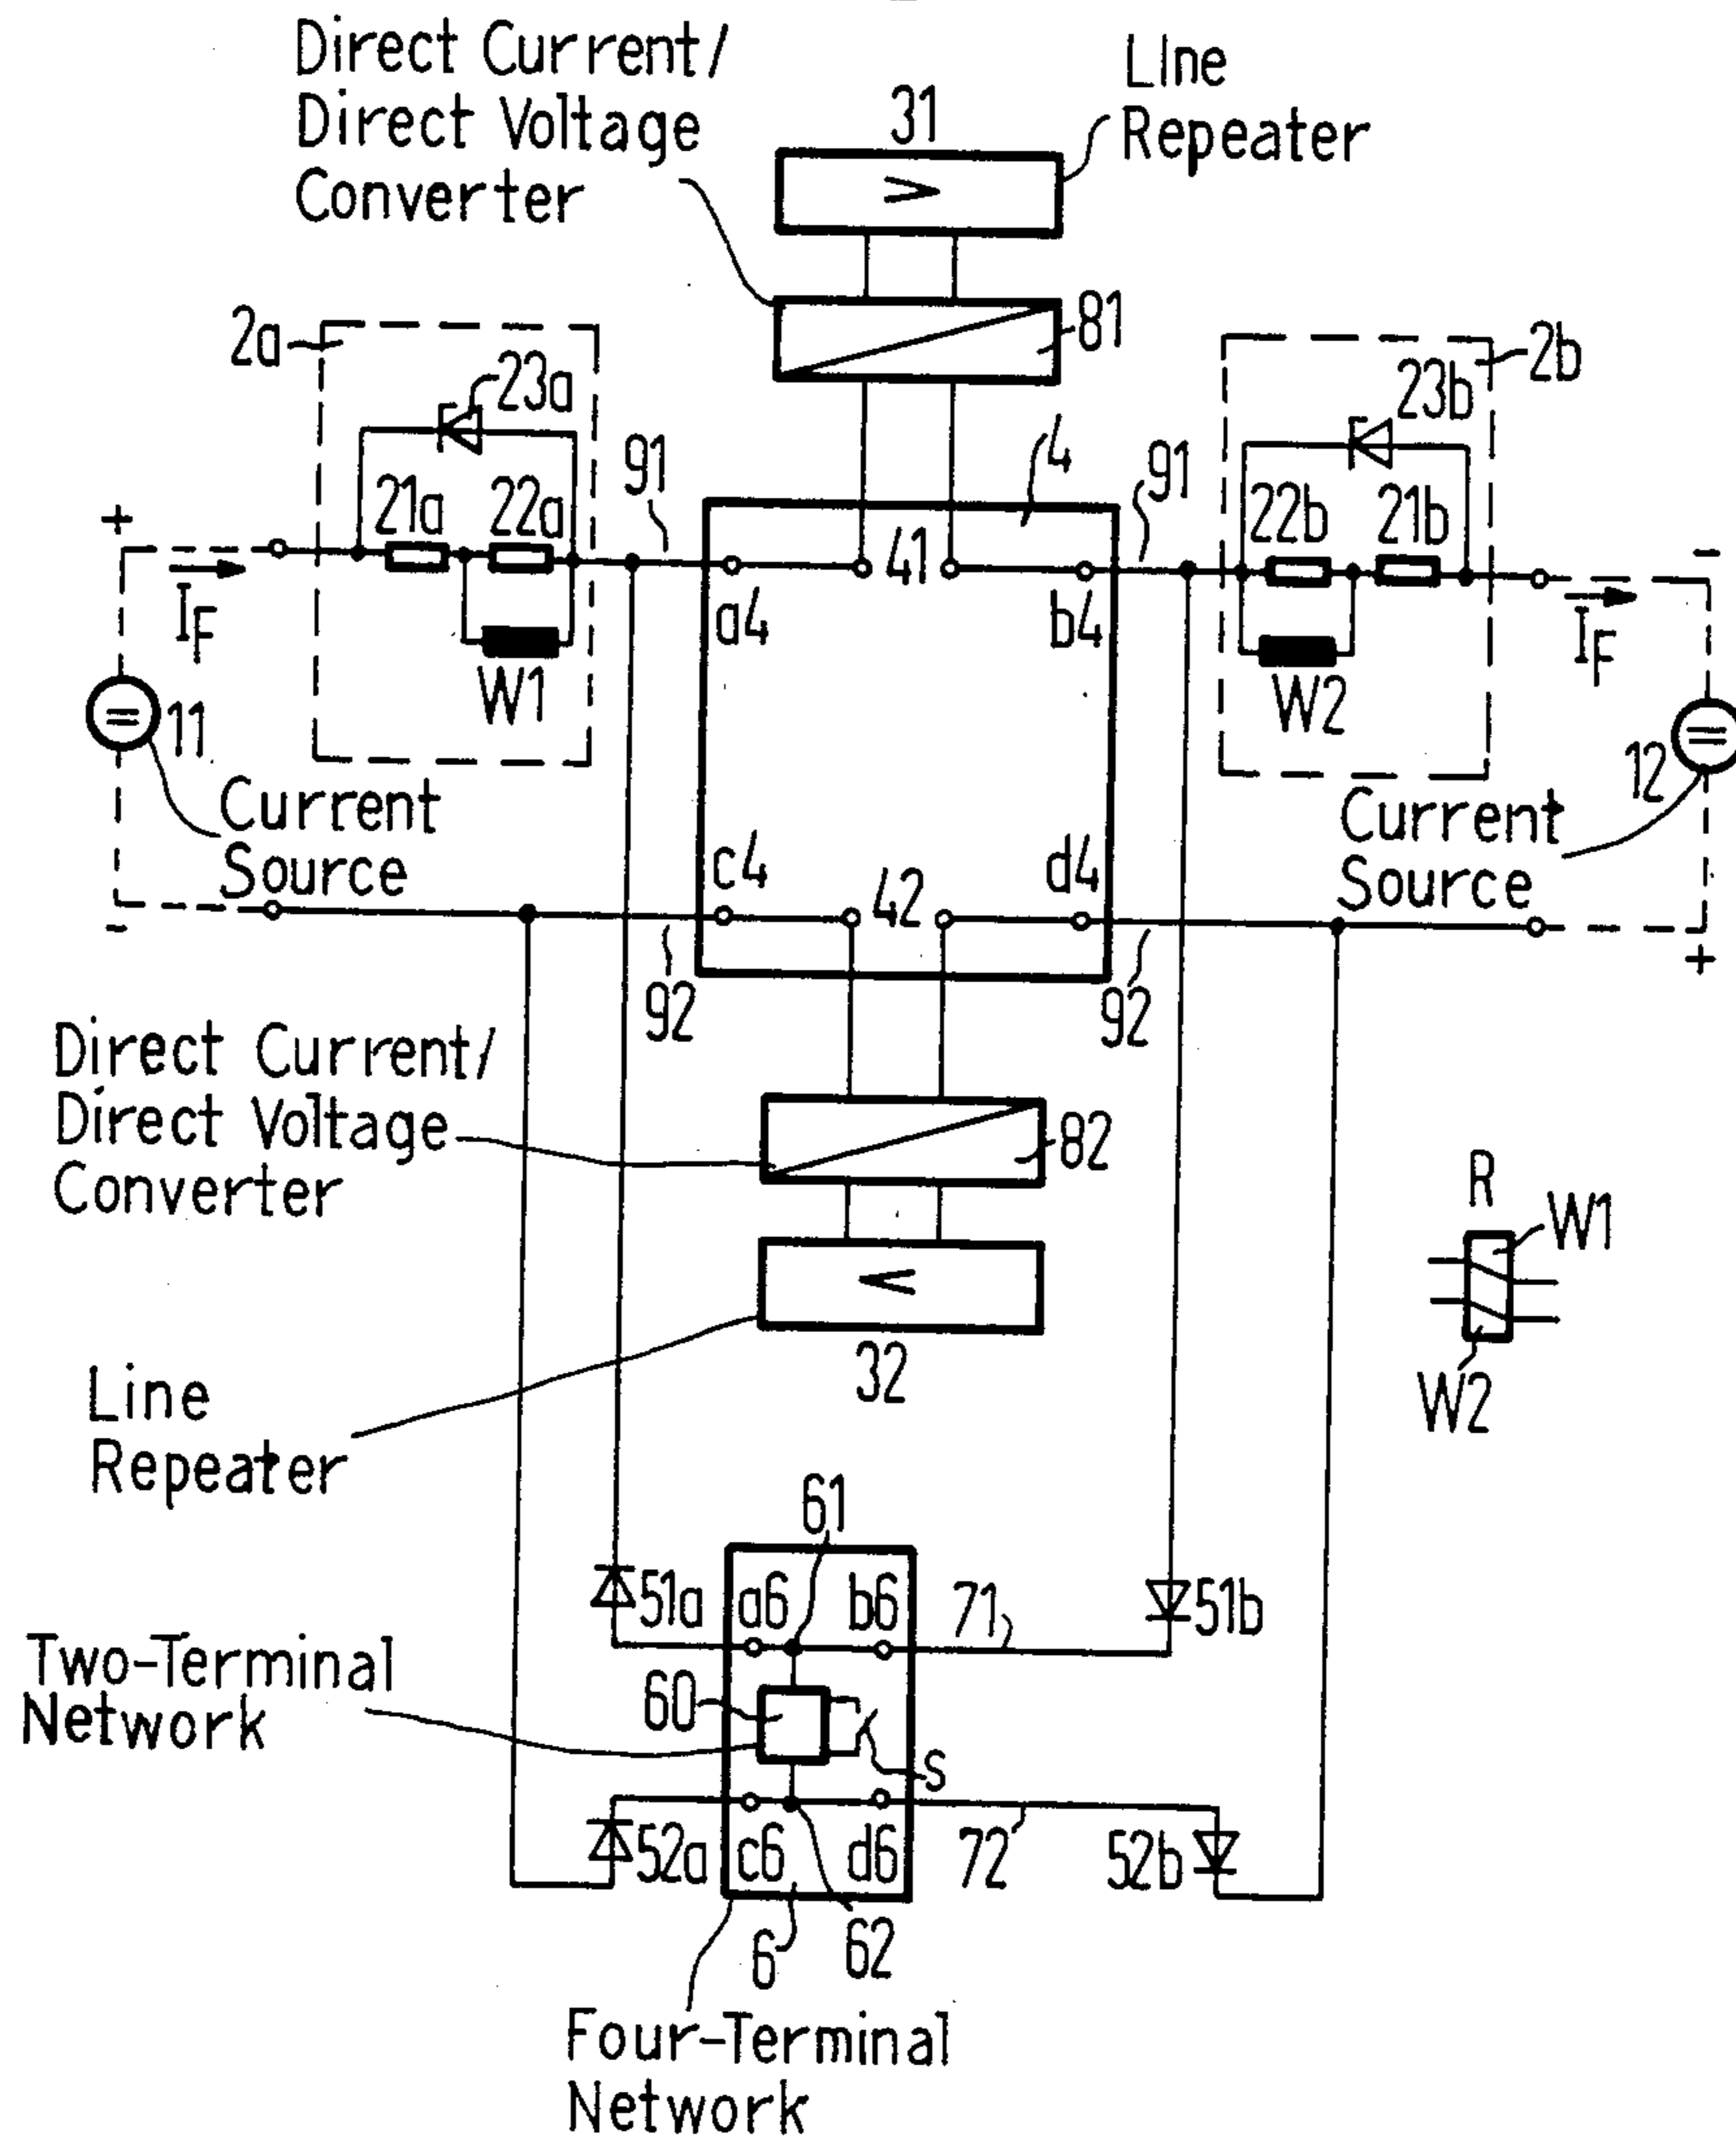 Direct Current/
Direct Voltage
Converter
LIne
Repeater
31
>
81
2a
23a
21a
22a
W1
91
4
91
2b
23b
22b
21b
W2
+
IF
=
11
Current
Source
-
41
a4
b4
c4
d4
42
-
IF
=
12
Current
Source
+
92
92
Direct Current/
Direct Voltage
Converter
82
<
32
Line
Repeater
R
W1
W2
61
51a
a6
b6
71
51b
Two-Terminal
Network
60
S
52a
c6
d6
72
52b
6
62
Four-Terminal
Network